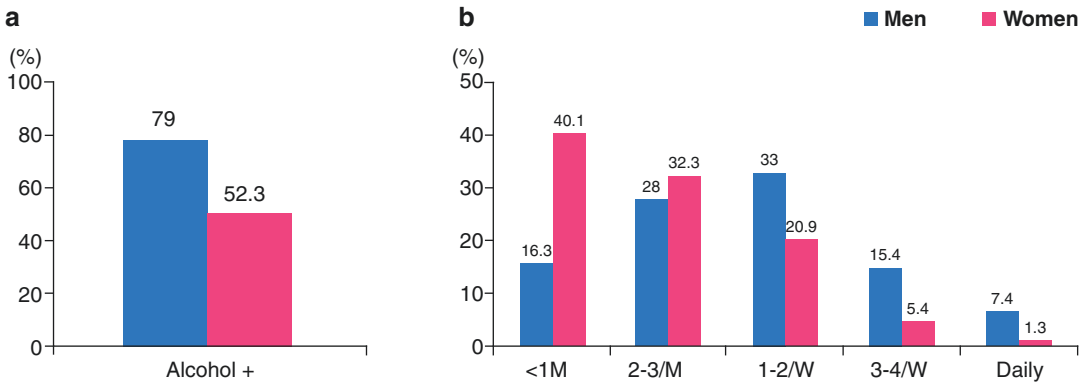 a
(%)
100
80
60
40
20
0
79
52.3
Alcohol +
b
Men
Women
(%)
50
40
30
20
10
0
16.3
40.1
28
32.3
33
20.9
15.4
5.4
7.4
1.3
<1M
2-3/M
1-2/W
3-4/W
Daily